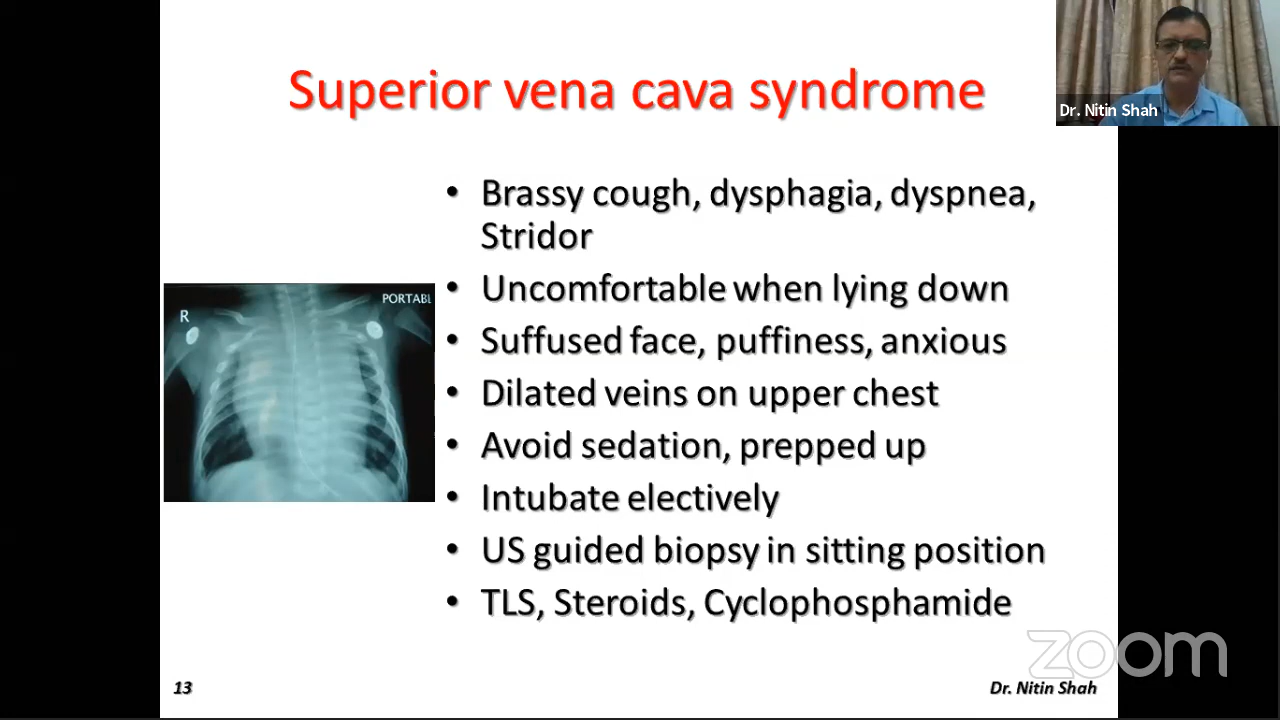 Superior vena cava syndrome
Dr. Nitin Shah
• Brassy cough, dysphagia, dyspnea,
Stridor
• Uncomfortable when lying down
• Suffused face, puffiness, anxious
• Dilated veins on upper chest
• Avoid sedation, prepped up
• Intubate electively
• US guided biopsy in sitting position
• TLS, Steroids, Cyclophosphamide
R
PORTABL
zoom
13
Dr. Nitin Shah